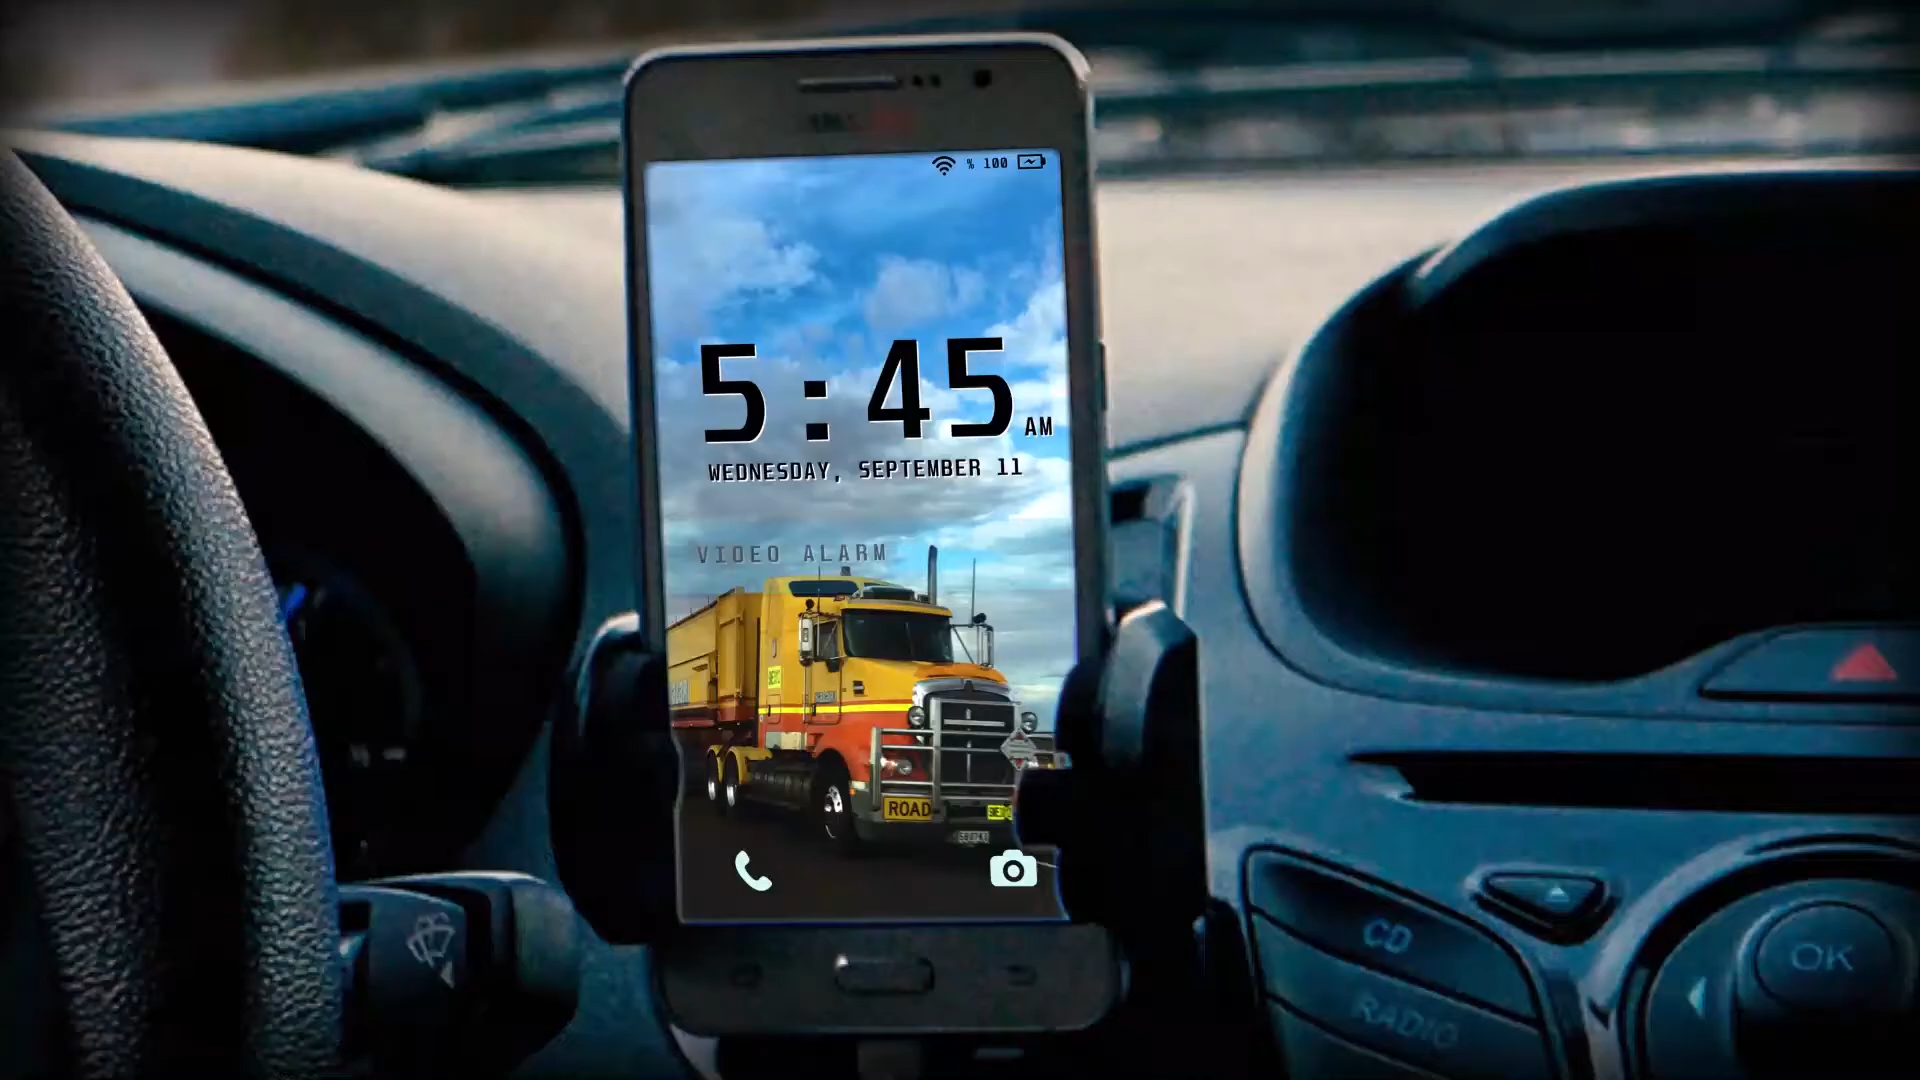 % 100
5:45 AM
WEDNESDAY, SEPTEMBER 11
VIDEO ALARM
ROAD
CD
OK
RADIO